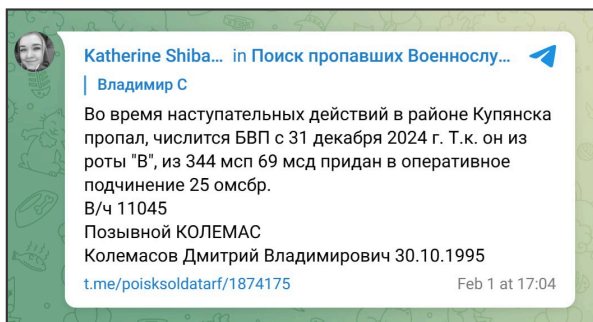 Katherine Shiba... in Поиск пропавших Военнослу...
Владимир С
Во время наступательных действий в районе Купянска
пропал, числится БВП с 31 декабря 2024 г. Т.к. он из
роты "В", из 344 мсп 69 мсд придан в оперативное
подчинение 25 омсбр.
В/ч 11045
Позывной КОЛЕМАС
Колемасов Дмитрий Владимирович 30.10.1995
t.me/poisksoldatarf/1874175 Feb 1 at 17:04